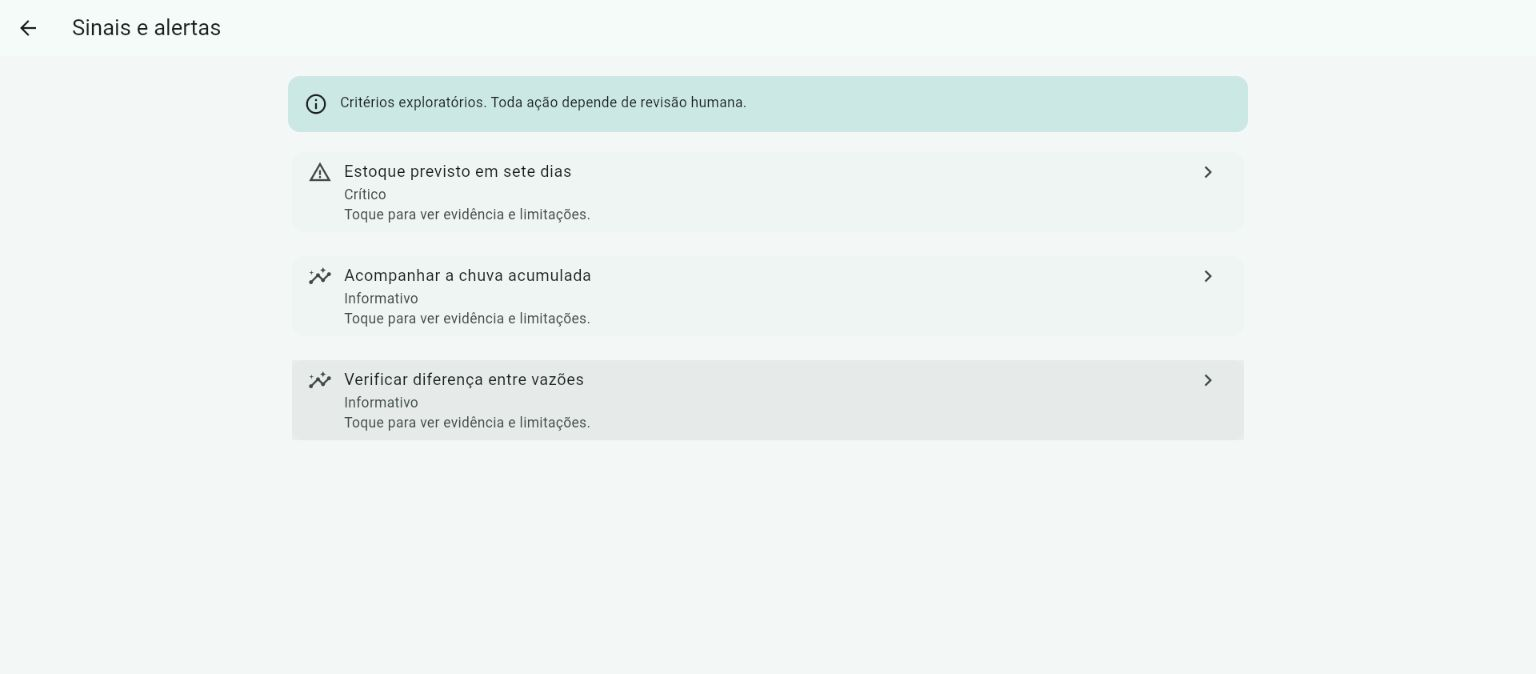 Sinais e alertas
Critérios exploratórios. Toda ação depende de revisão humana.
Estoque previsto em sete dias
Crítico
Toque para ver evidência e limitações.
Acompanhar a chuva acumulada
Informativo
Toque para ver evidência e limitações.
Verificar diferença entre vazões
Informativo
Toque para ver evidência e limitações.